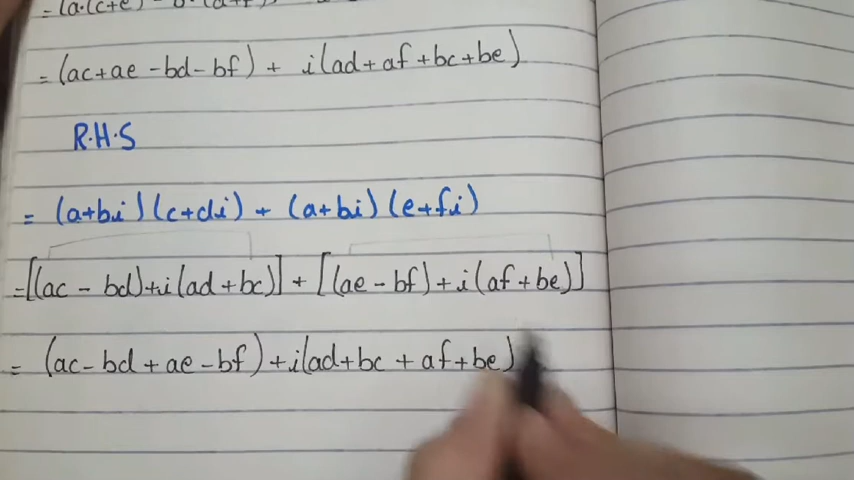 = (a·(c+e) - b·(d+f)
= (ac+ae -bd-bf) + i(ad+af+bc+be)
R.H.S
= (a+bi)(c+di) + (a+bi)(e+fi)
=[(ac - bd)+i(ad+bc)] + [(ae - bf)+i(af+be)]
= (ac-bd+ae-bf)+i(ad+bc+af+be)